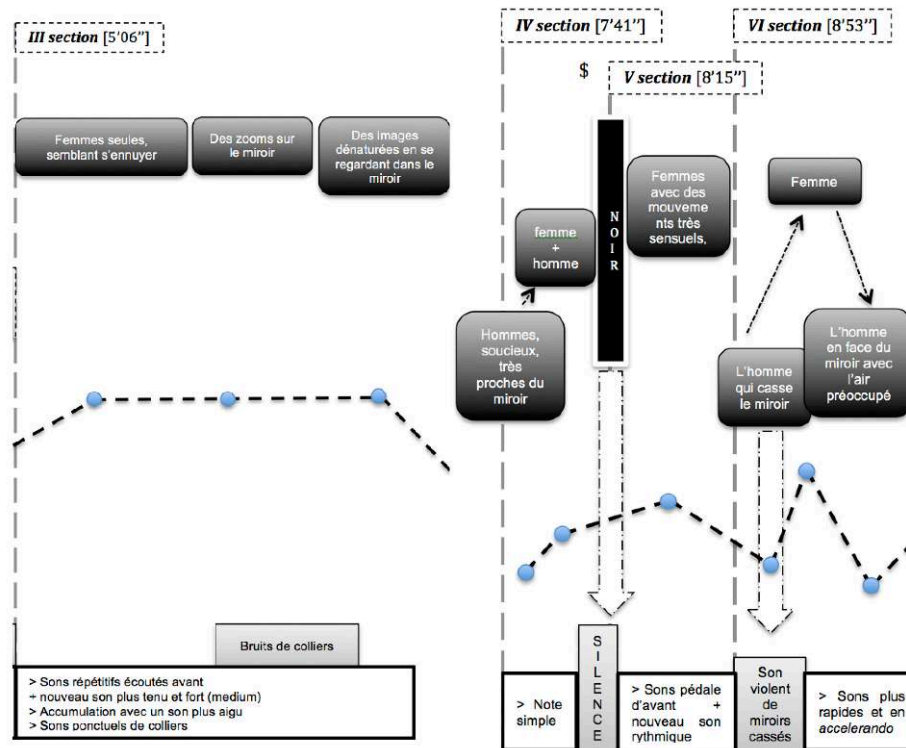 III section [5'06'']
IV section [7'41'']
VI section [8'53'']
$
V section [8'15'']
Femmes seules,
semblant s'ennuyer
Des zooms sur
le miroir
Des images
dénaturées en se
regardant dans le
miroir
Hommes,
soucieux,
très
proches du
miroir
femme
+
homme
N
O
I
R
Femmes
avec des
mouveme
nts très
sensuels,
L'homme
qui casse
le miroir
Femme
L'homme
en face du
miroir avec
l'air
préoccupé
Bruits de colliers
> Sons répétitifs écoutés avant
+ nouveau son plus tenu et fort (medium)
> Accumulation avec un son plus aigu
> Sons ponctuels de colliers
> Note
simple
S
I
L
E
N
C
E
> Sons pédale
d'avant +
nouveau son
rythmique
Son
violent
de
miroirs
cassés
> Sons plus
rapides et en
accelerando